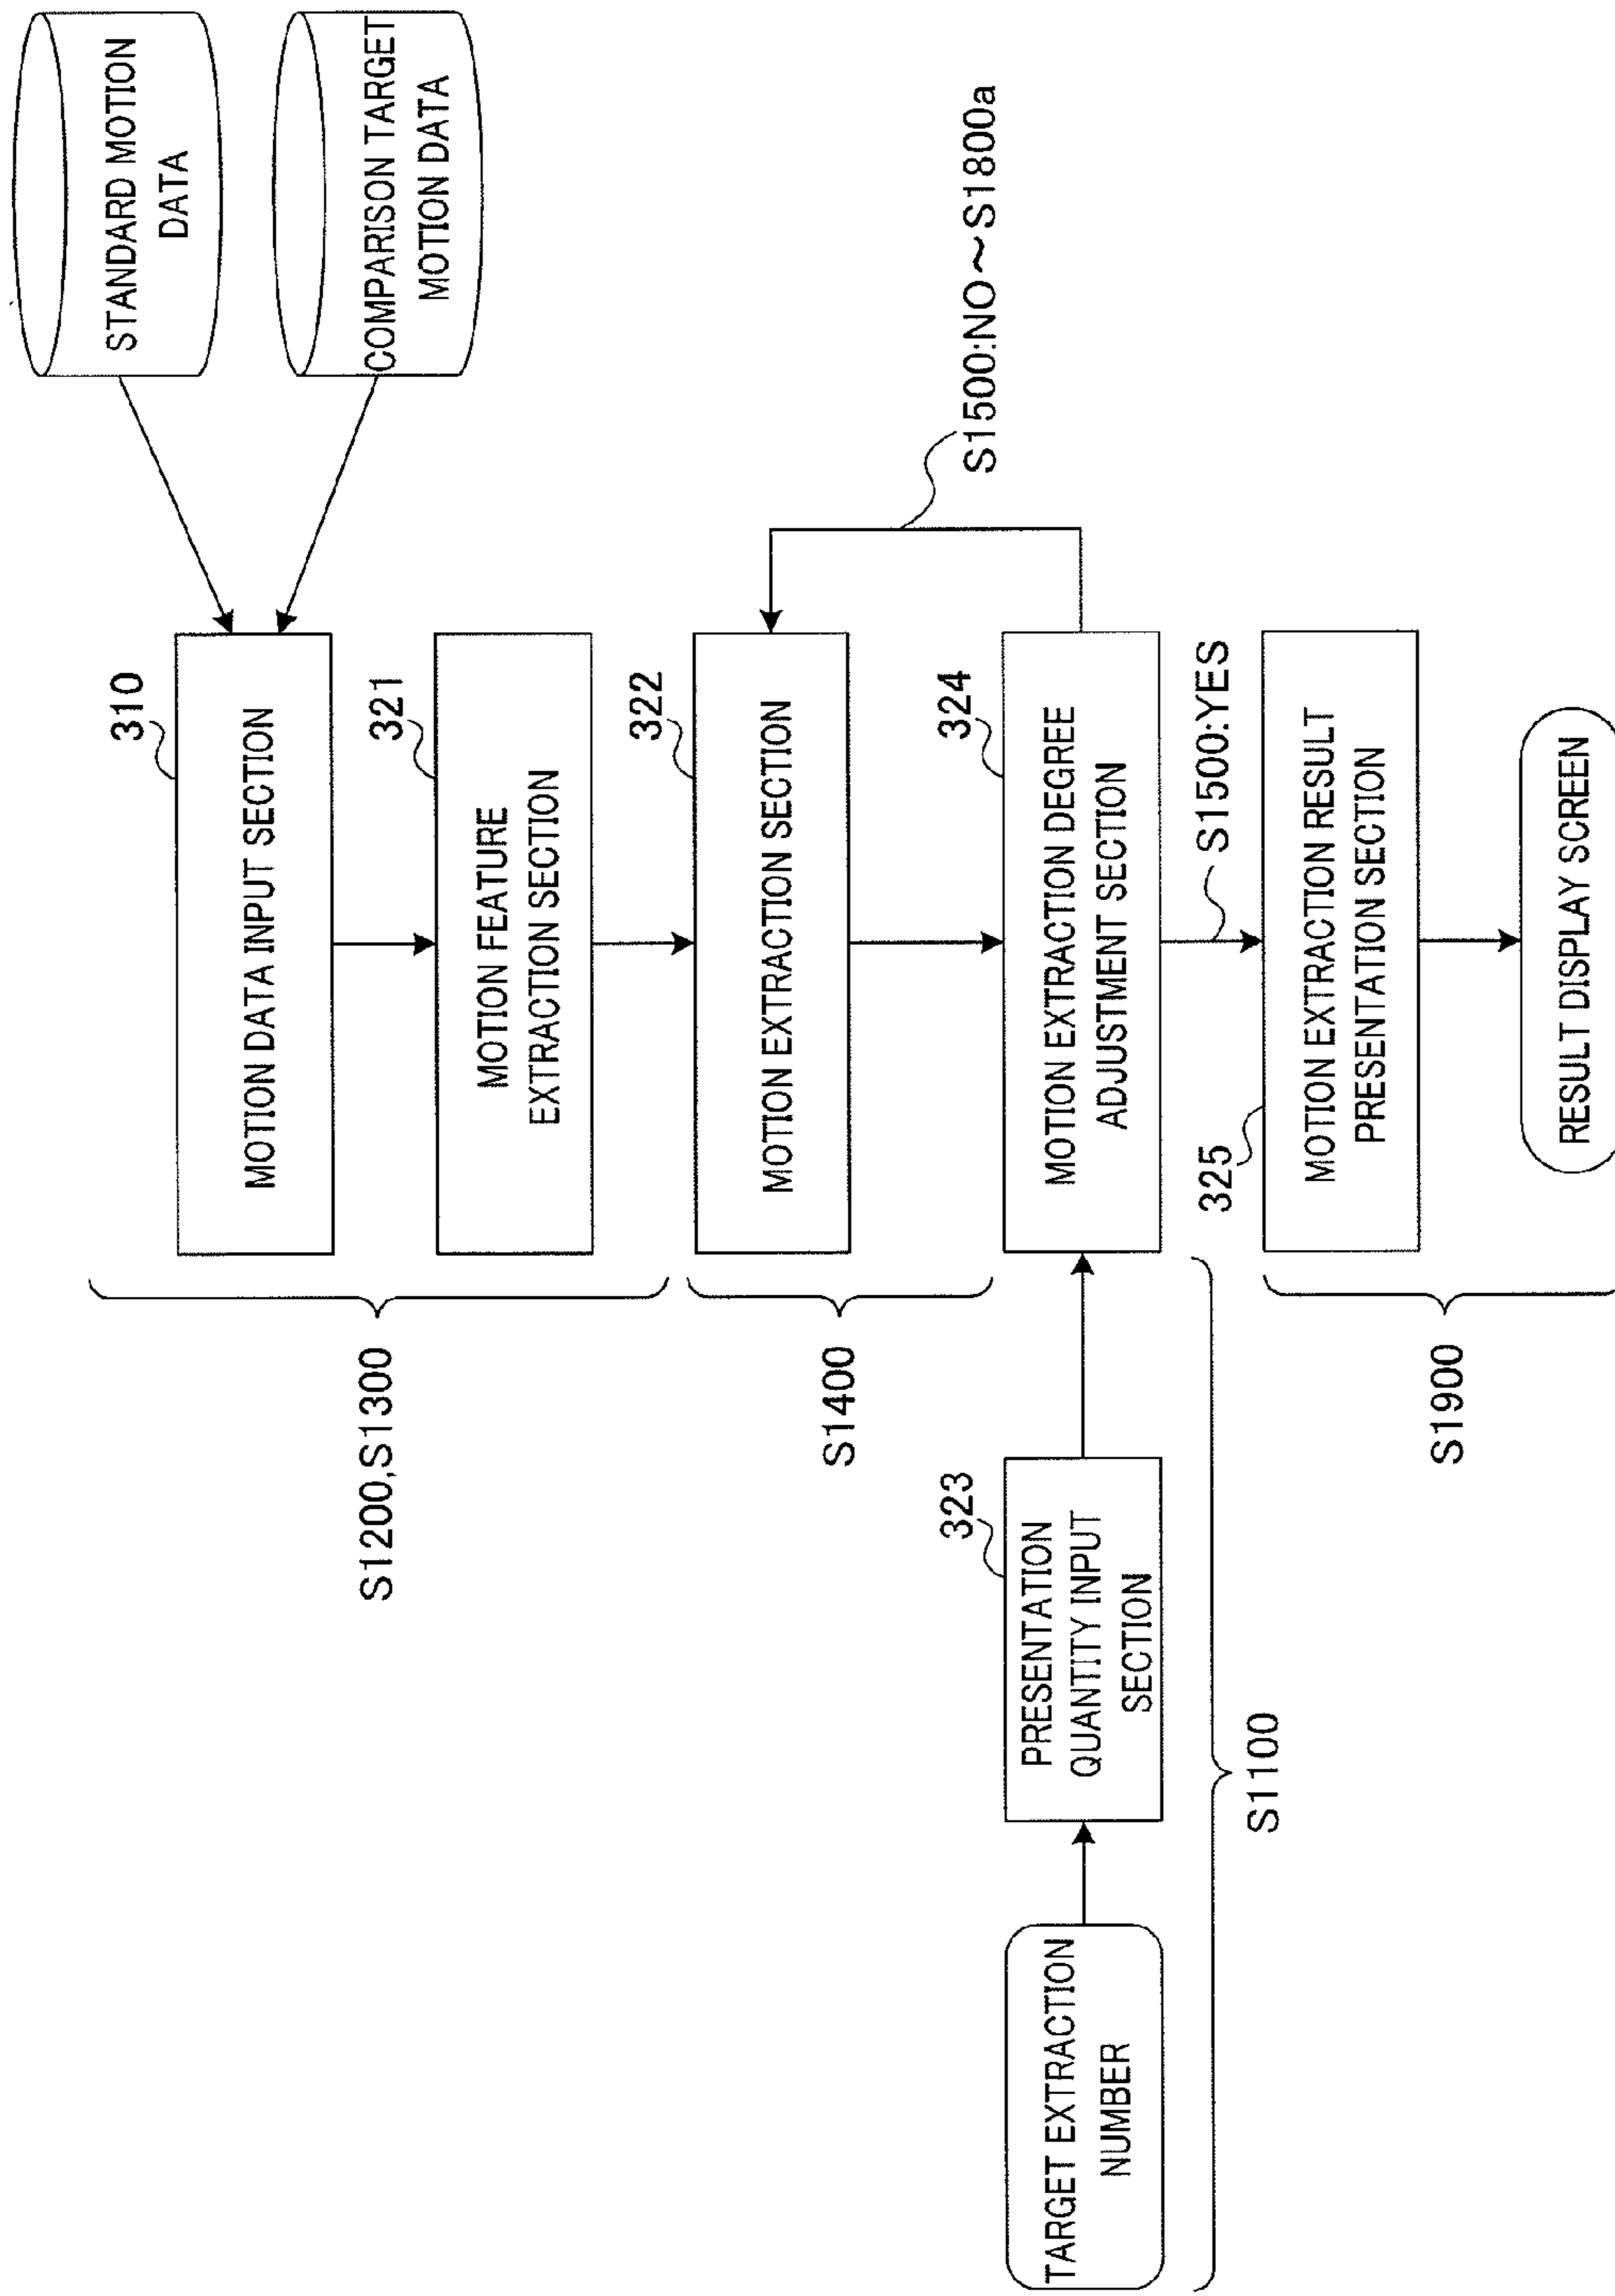 STANDARD MOTION
DATA
COMPARISON TARGET
MOTION DATA
310
MOTION DATA INPUT SECTION
321
MOTION FEATURE
EXTRACTION SECTION
S1200,S1300
322
MOTION EXTRACTION SECTION
S1400
S1500:NO～S1800a
324
MOTION EXTRACTION DEGREE
ADJUSTMENT SECTION
323
PRESENTATION
QUANTITY INPUT
SECTION
TARGET EXTRACTION
NUMBER
S1100
S1500:YES
325
MOTION EXTRACTION RESULT
PRESENTATION SECTION
S1900
RESULT DISPLAY SCREEN